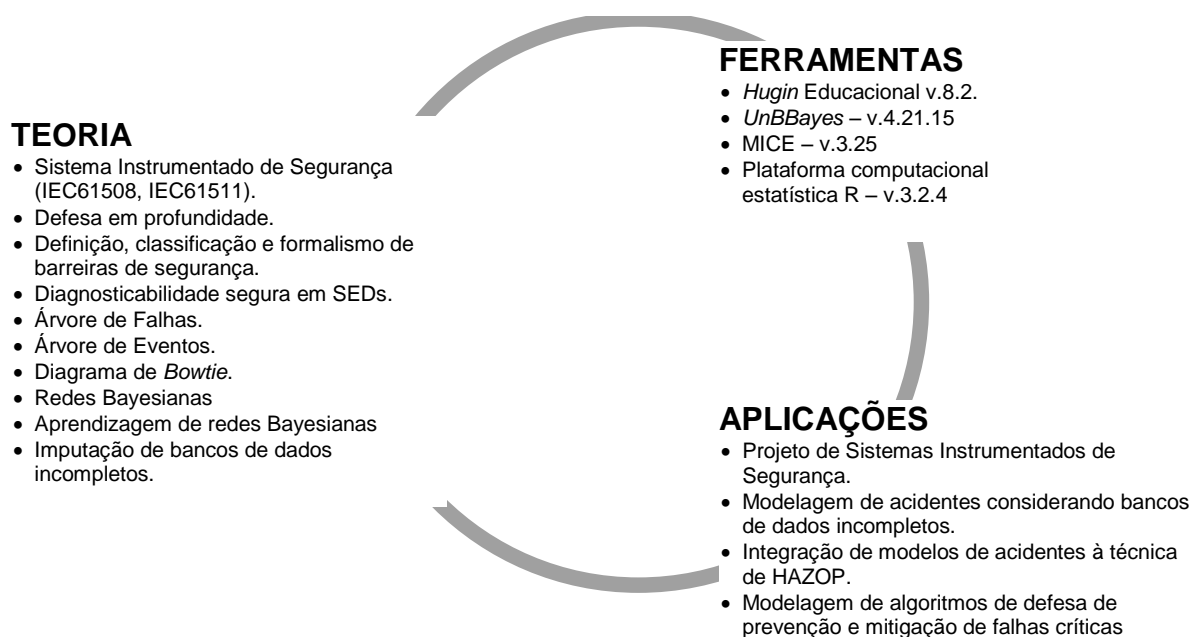 TEORIA
• Sistema Instrumentado de Segurança
(IEC61508, IEC61511).
• Defesa em profundidade.
• Definição, classificação e formalismo de
barreiras de segurança.
• Diagnosticabilidade segura em SEDs.
• Árvore de Falhas.
• Árvore de Eventos.
• Diagrama de Bowtie.
• Redes Bayesianas
• Aprendizagem de redes Bayesianas
• Imputação de bancos de dados
incompletos.
FERRAMENTAS
• Hugin Educacional v.8.2.
• UnBBayes – v.4.21.15
• MICE – v.3.25
• Plataforma computacional
estatística R – v.3.2.4
APLICAÇÕES
• Projeto de Sistemas Instrumentados de
Segurança.
• Modelagem de acidentes considerando bancos
de dados incompletos.
• Integração de modelos de acidentes à técnica
de HAZOP.
• Modelagem de algoritmos de defesa de
prevenção e mitigação de falhas críticas